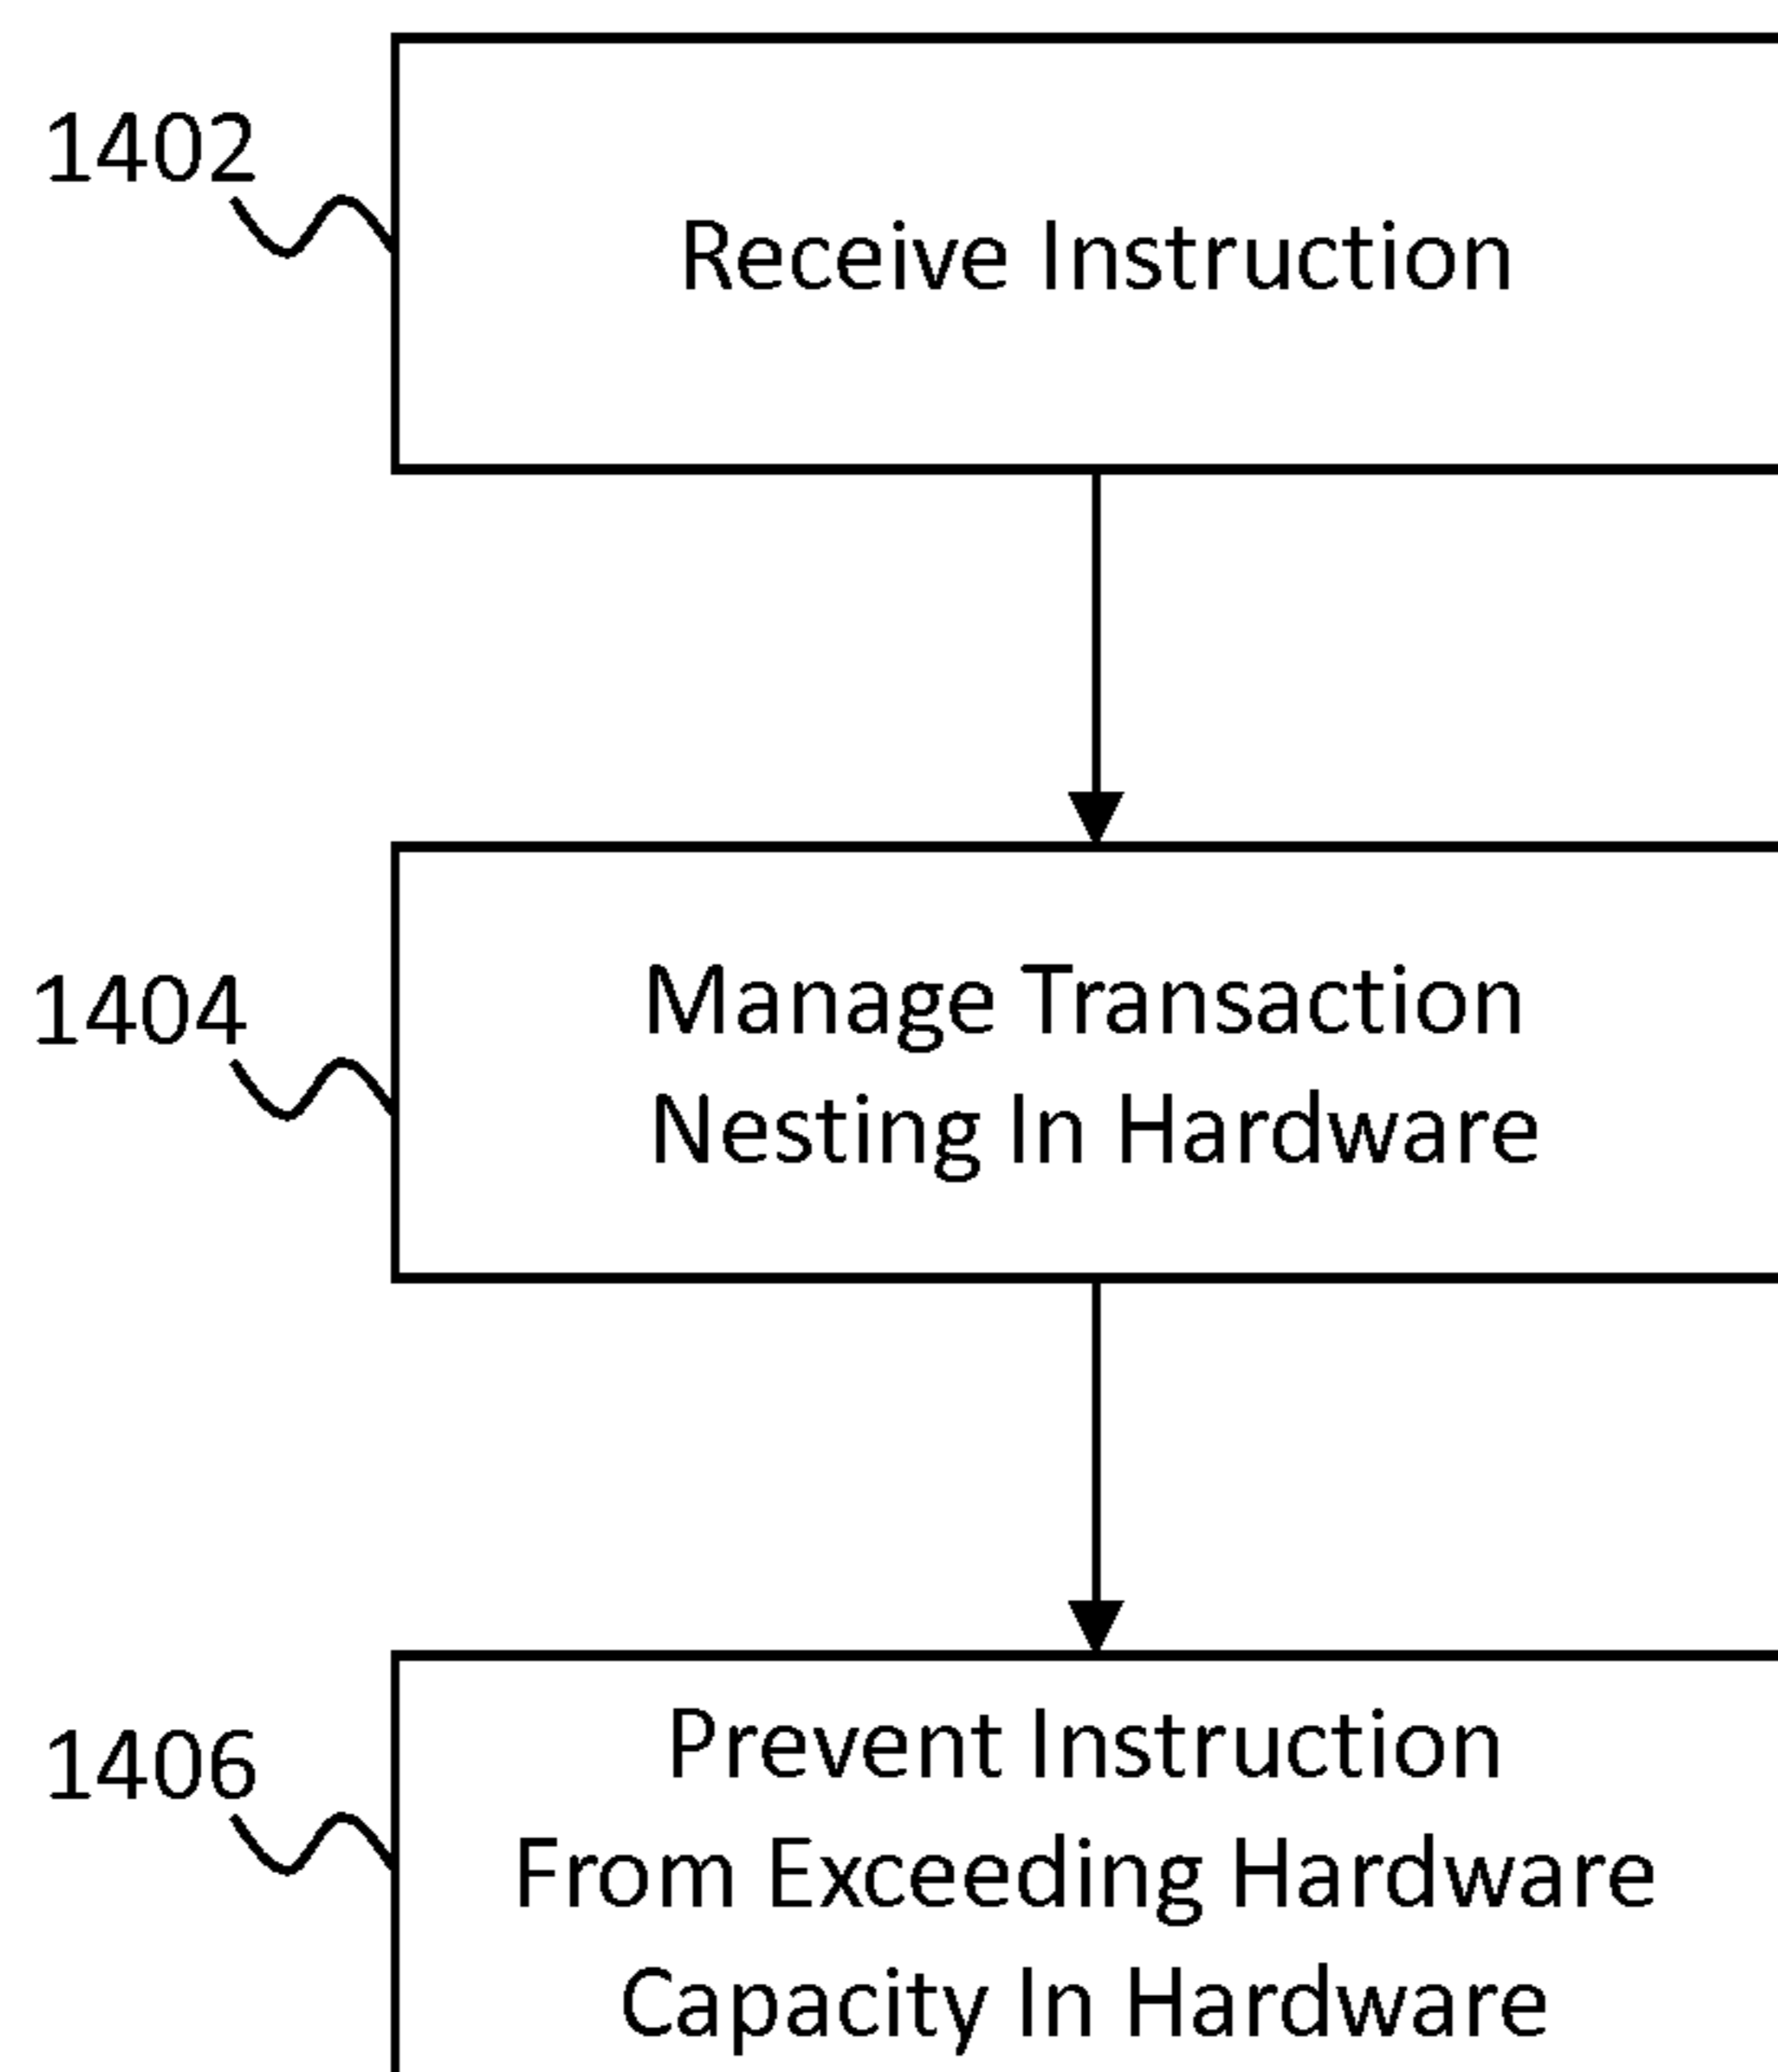 1402
Receive Instruction
1404
Manage Transaction
Nesting In Hardware
1406
Prevent Instruction
From Exceeding Hardware
Capacity In Hardware